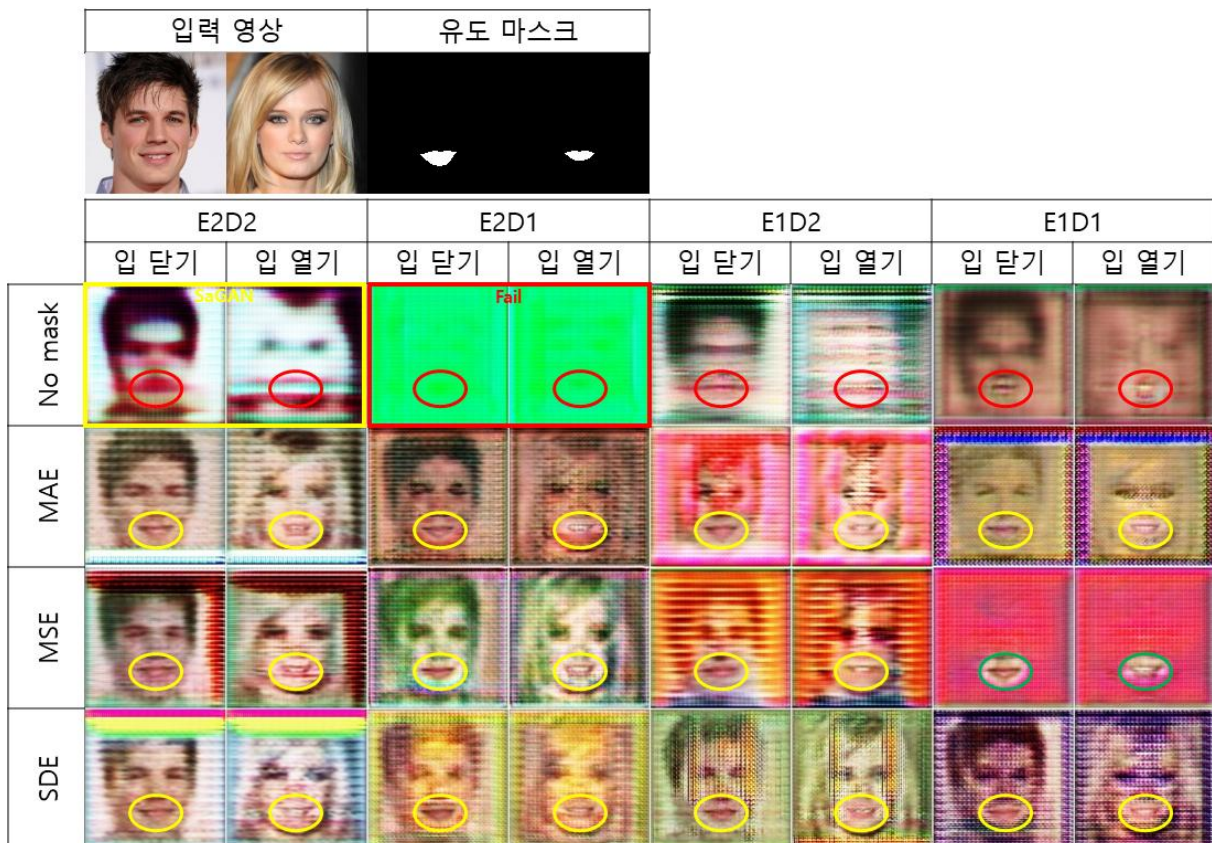 입력 영상 유도 마스크
E2D2 E2D1 E1D2 E1D1
입 닫기 입 열기 입 닫기 입 열기 입 닫기 입 열기 입 닫기 입 열기
No mask SaGAN Fail
MAE
MSE
SDE